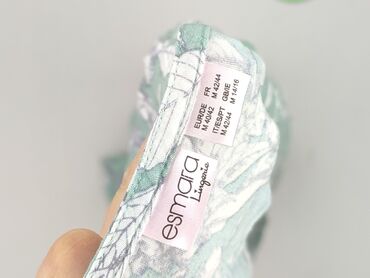 EUR/DE FR GB/IE
M 40/42 M 42/44 M 14/16
IT/ES/PT
M 42/44
esmara
Lingerie